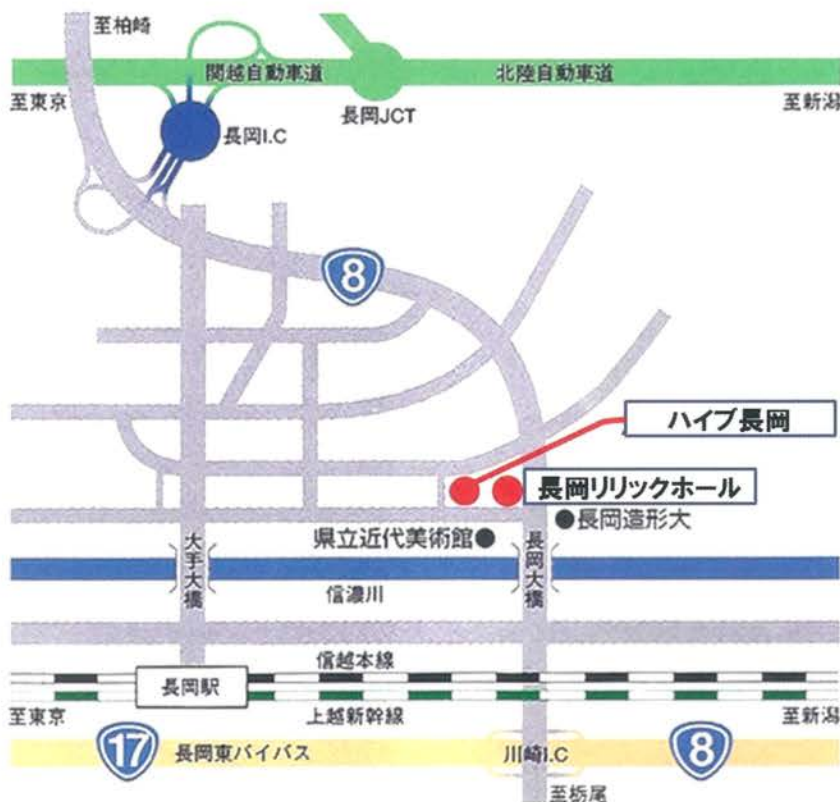 至柏崎
関越自動車道
北陸自動車道
至東京
長岡JCT
至新潟
長岡I.C
8
ハイブ長岡
長岡リリックホール
●長岡造形大
県立近代美術館●
大手大橋
長岡大橋
信濃川
信越本線
長岡駅
至東京
上越新幹線
至新潟
17
長岡東バイパス
川崎I.C
8
至栃尾